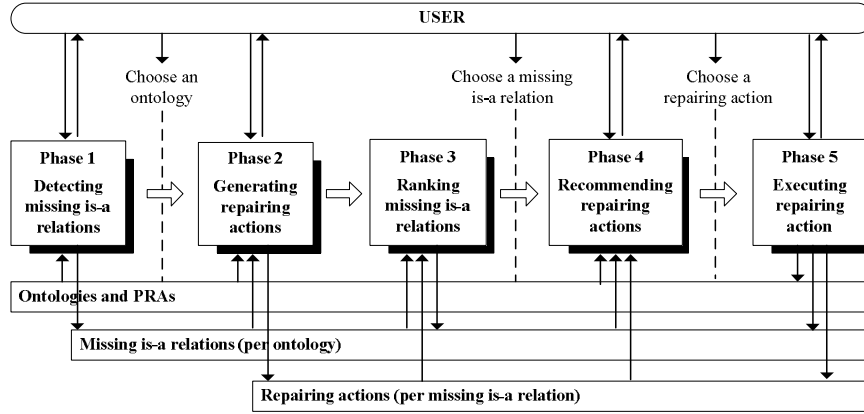 USER
Choose an
ontology
Choose a missing
is-a relation
Choose a
repairing action
Phase 1
Detecting
missing is-a
relations
Phase 2
Generating
repairing
actions
Phase 3
Ranking
missing is-a
relations
Phase 4
Recommending
repairing
actions
Phase 5
Executing
repairing
action
Ontologies and PRAs
Missing is-a relations (per ontology)
Repairing actions (per missing is-a relation)